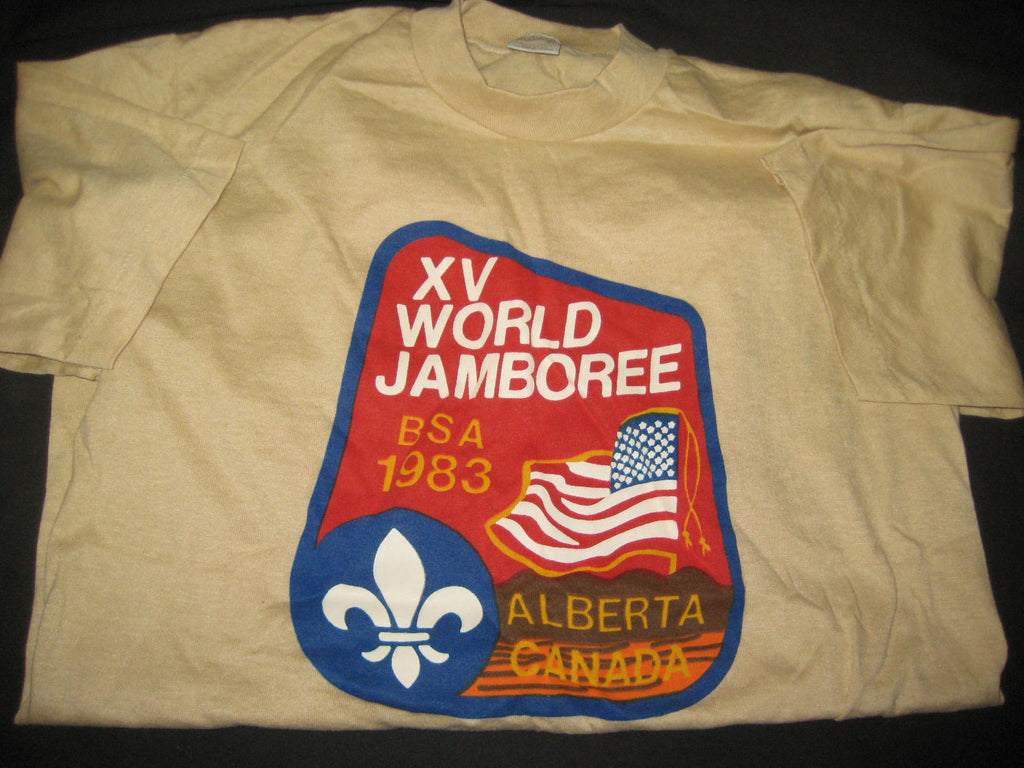 XV
WORLD
JAMBOREE
BSA
1983
ALBERTA
CANADA